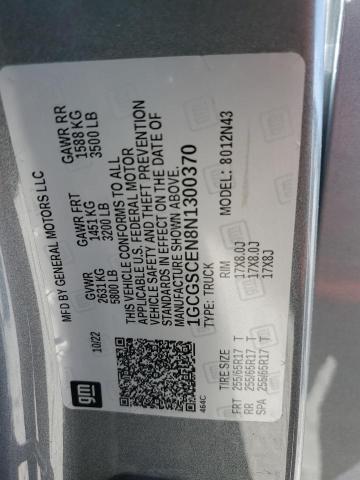 MFD BY GENERAL MOTORS LLC
10/22
GVWR
2631KG
5800 LB
GAWR FRT
1451 KG
3200 LB
GAWR RR
1588 KG
3500 LB
THIS VEHICLE CONFORMS TO ALL
APPLICABLE U.S. FEDERAL MOTOR
VEHICLE SAFETY AND THEFT PREVENTION
STANDARDS IN EFFECT ON THE DATE OF
MANUFACTURE SHOWN ABOVE.
1GCGSCEN8N1300370
TYPE: TRUCK
MODEL: 8012N43
gm
464C
TIRE SIZE RIM
FRT 255/65R17 T 17X8.0J
RR 255/65R17 T 17X8.0J
SPA 255/65R17 T 17X8J